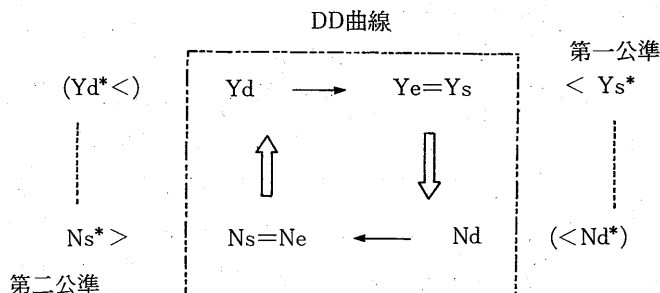 DD曲線
第一公準
(Yd*<) Yd → Ye=Ys < Ys*
Ns*> Ns=Ne ← Nd (<Nd*)
第二公準